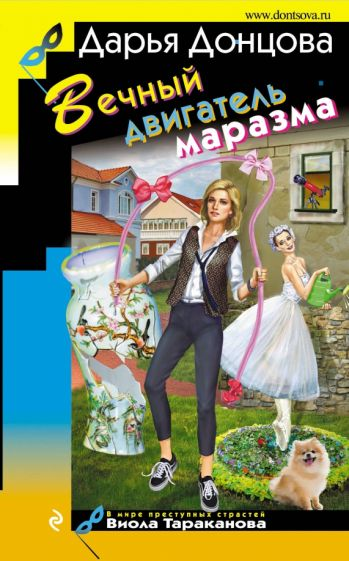 www.dontsova.ru
Дарья Донцова
Вечный
двигатель
маразма
В мире преступных страстей
Виола Тараканова